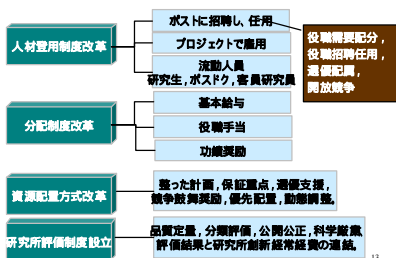 人材登用制度改革
ポストに招聘し、任用
プロジェクトで雇用
流動人員
研究生,ポストドク,客員研究員
役職需要配分,
役職招聘任用,
選優配置,
開放競争
分配制度改革
基本給与
役職手当
功績奨励
資源配置方式改革
整った計画,保証重点,選優支援,
競争鼓舞奨励,優先配置,動態調整。
研究所評価制度設立
品質定量,分類評価,公開公正,科学厳粛,
評価結果と研究所創新経常経費の連結。
13